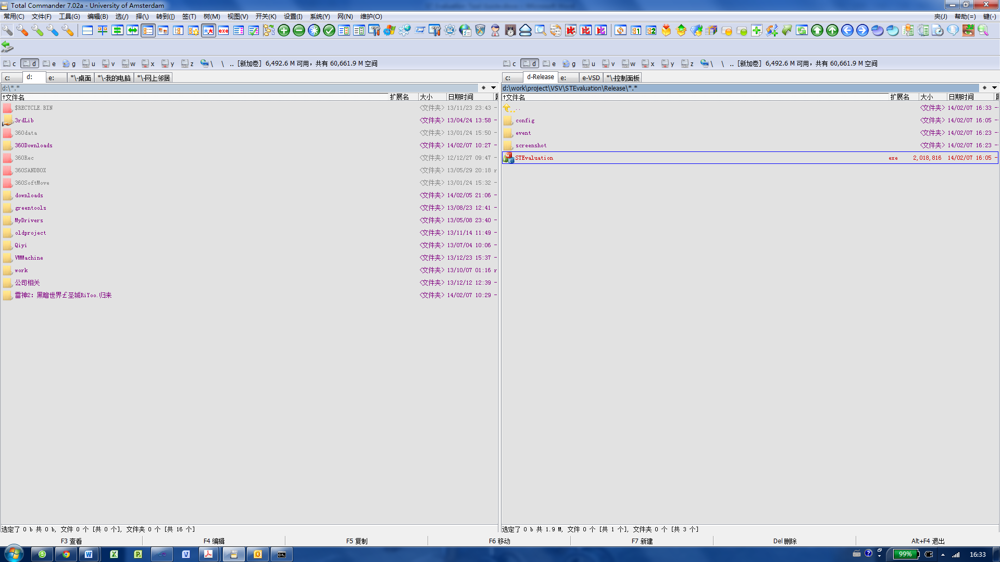 Total Commander 7.02a - University of Amsterdam
常用(C) 文件(F) 工具(G) 编辑(B) 选(/) 择(\) 转到([) 签(T) 树(M) 视图(V) 开关(K) 设置(I) 系统(Y) 网(N) 维护(O) 夹(J) 帮助(=) 键(-)
c d e g u v w x y z \ \ .. [新加卷] 6,492.6 M 可用，共有 60,661.9 M 空间
c d e g u v w x y z \ \ .. [新加卷] 6,492.6 M 可用，共有 60,661.9 M 空间
c: d: e: *\-桌面 *\-我的电脑 *\-网上邻居
c: d-Release e: e-VSD *\-控制面板
d:\*.* * 
d:\work\project\VSV\STEvaluation\Release\*.* *
↑文件名 扩展名 大小 日期时间
$RECYCLE.BIN <文件夹> 13/11/23 23:43 -
3rdLib <文件夹> 13/04/24 13:58 -
360data <文件夹> 13/01/24 15:50 -
360Downloads <文件夹> 14/02/07 10:27 -
360Rec <文件夹> 12/12/27 09:47 -
360SANDBOX <文件夹> 13/05/29 20:18 r
360SoftMove <文件夹> 13/01/24 15:32 -
downloads <文件夹> 14/02/05 21:06 -
greentools <文件夹> 13/08/23 12:41 -
MyDrivers <文件夹> 13/05/08 23:40 -
oldproject <文件夹> 13/11/14 11:49 -
Qiyi <文件夹> 13/07/04 10:06 -
VMMachine <文件夹> 13/12/23 15:37 -
work <文件夹> 13/10/07 01:16 r
公司相关 <文件夹> 13/12/12 12:39 -
雷神2：黑暗世界£圣城RiYoo.归来 <文件夹> 14/02/07 10:29 -
↑文件名 扩展名 大小 日期时间
.. <文件夹> 14/02/07 16:33 -
config <文件夹> 14/02/07 16:05 -
event <文件夹> 14/02/07 16:23 -
screenshot <文件夹> 14/02/07 16:23 -
STEvaluation exe 2,018,816 14/02/07 16:05 -
选定了 0 b 共 0 b, 文件 0 个 [共 0 个], 文件夹 0 个 [共 16 个]
选定了 0 b 共 1.9 M, 文件 0 个 [共 1 个], 文件夹 0 个 [共 3 个]
F3 查看 F4 编辑 F5 复制 F6 移动 F7 新建 Del 删除 Alt+F4 退出
99% 16:33